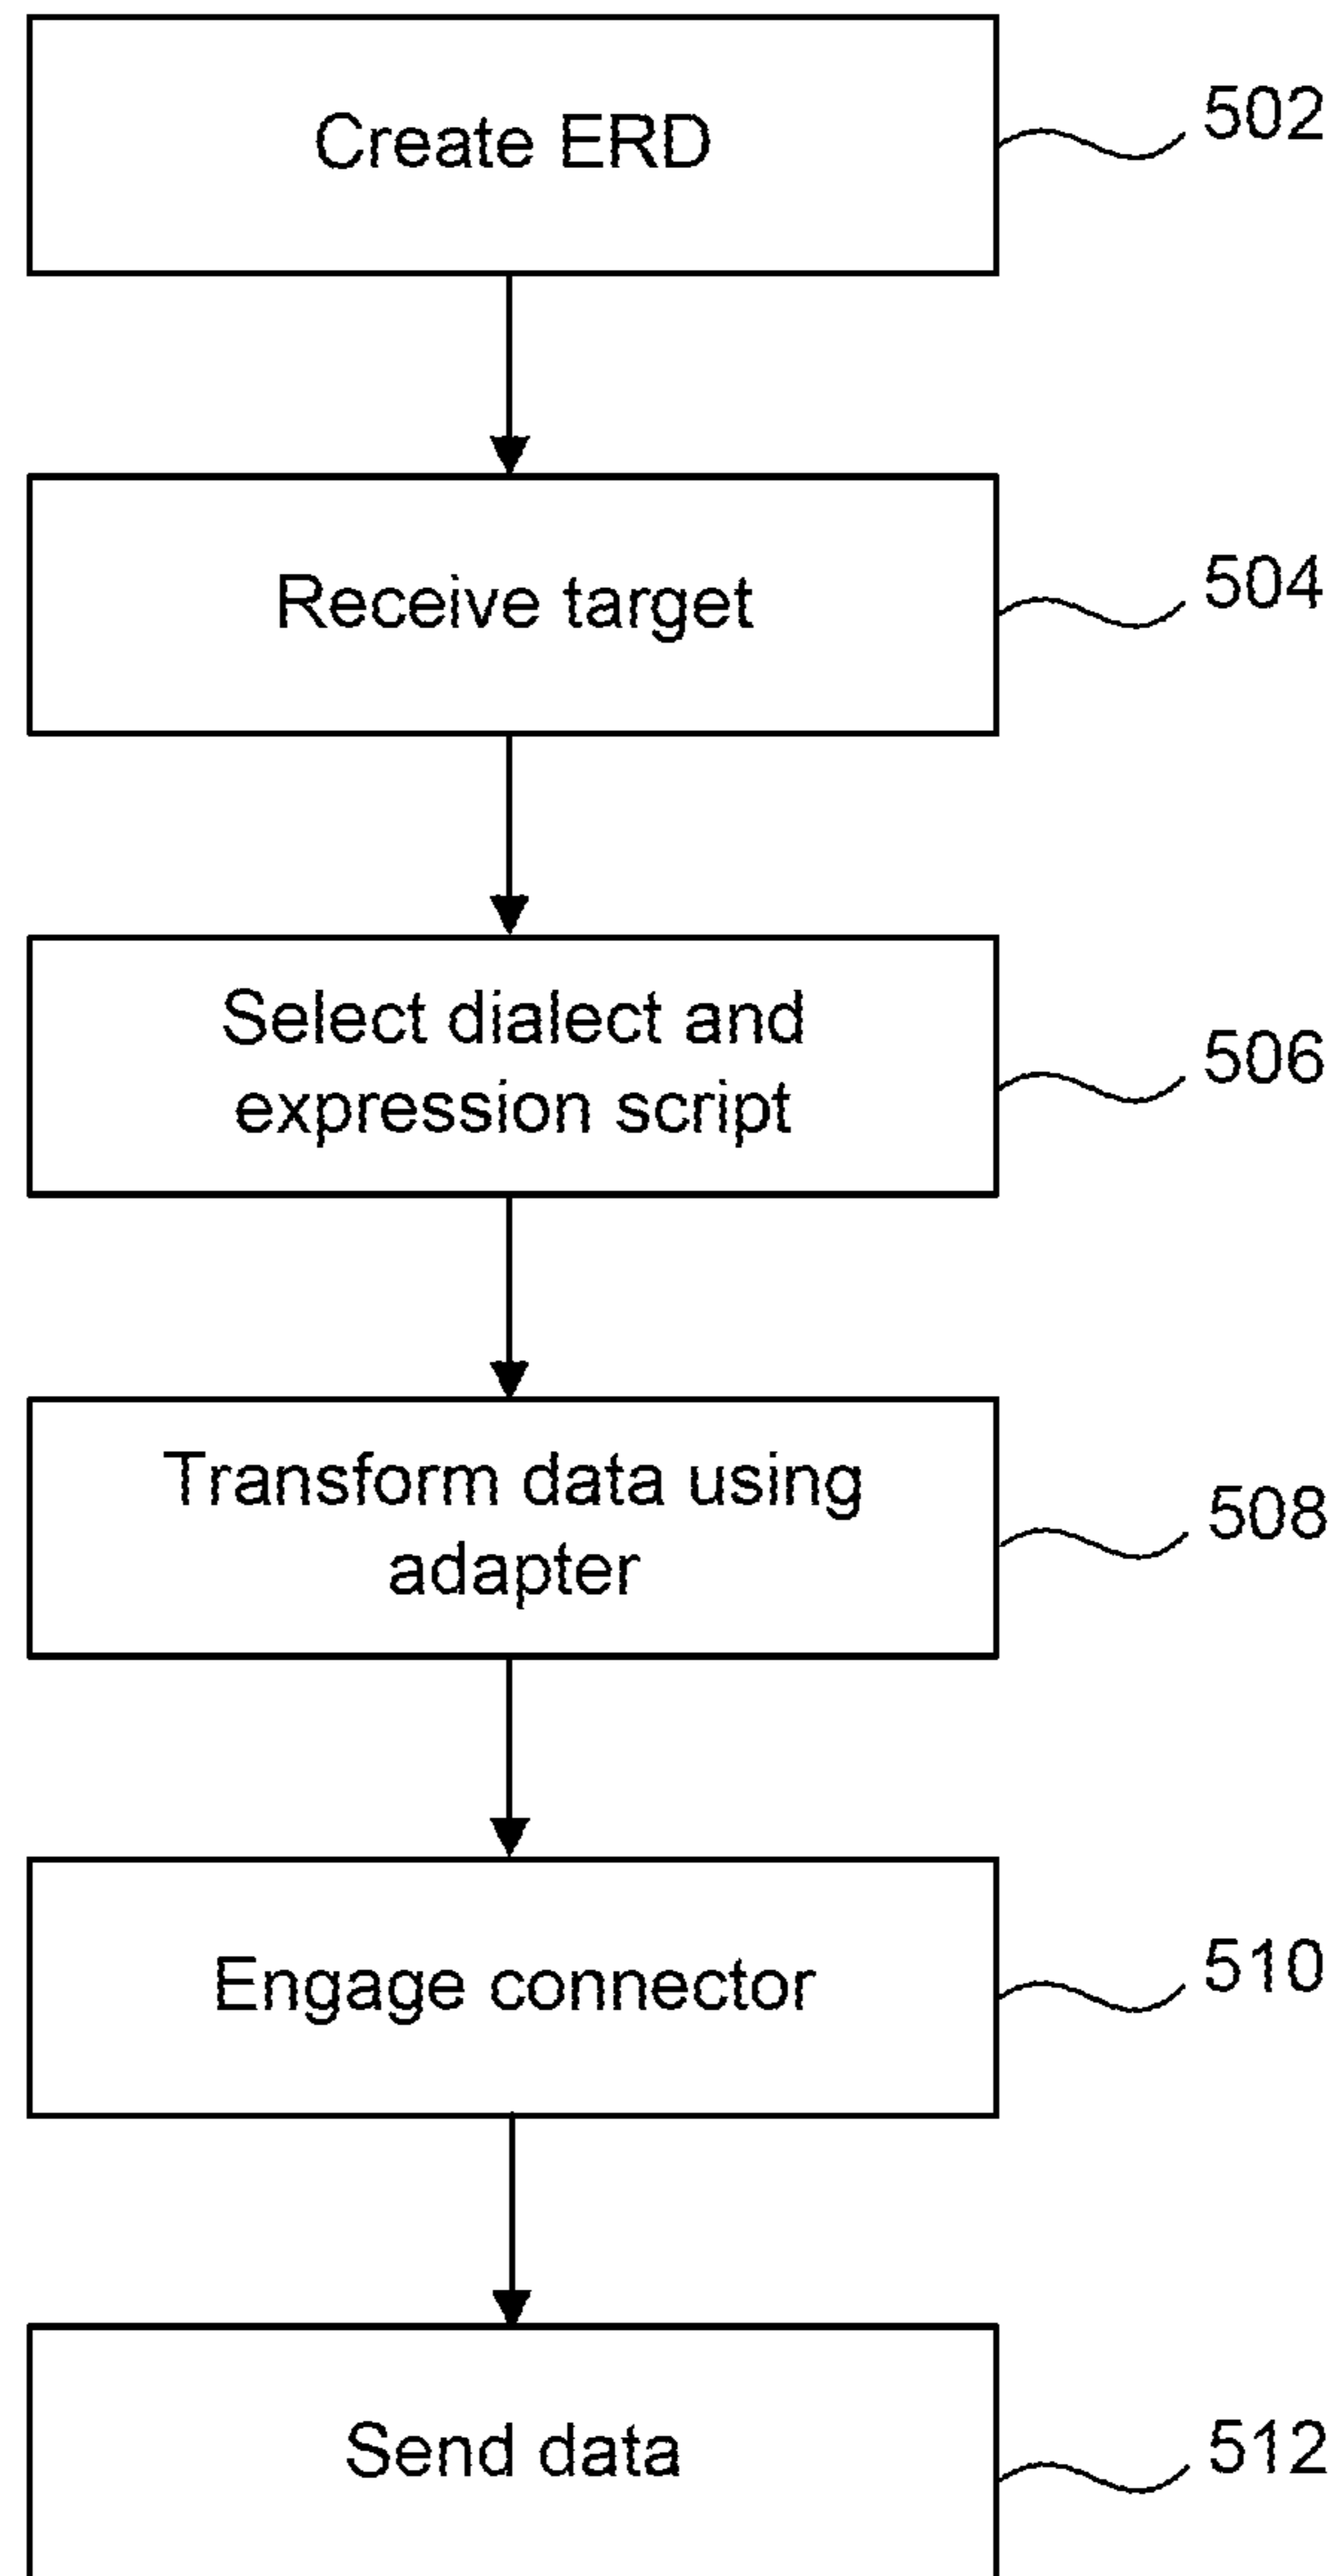 Create ERD
502
Receive target
504
Select dialect and
expression script
506
Transform data using
adapter
508
Engage connector
510
Send data
512